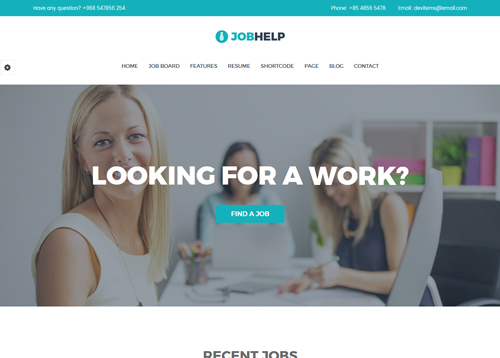 Have any question? +968 547856 254
Phone: +85 4856 5478 Email: devitems@email.com
JOBHELP
HOME JOB BOARD FEATURES RESUME SHORTCODE PAGE BLOG CONTACT
LOOKING FOR A WORK?
FIND A JOB
RECENT JOBS